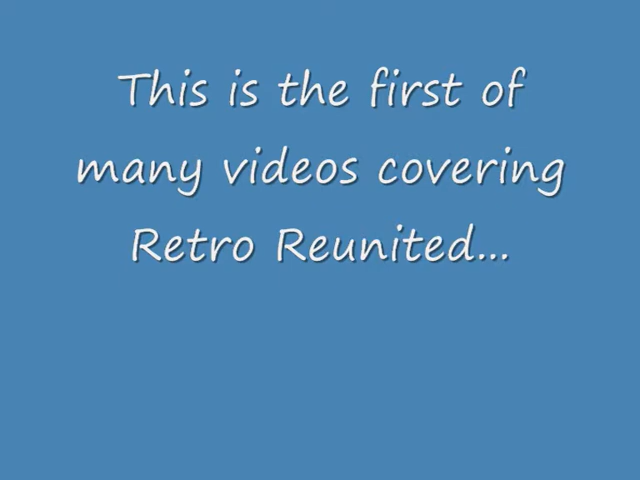 This is the first of
many videos covering
Retro Reunited...